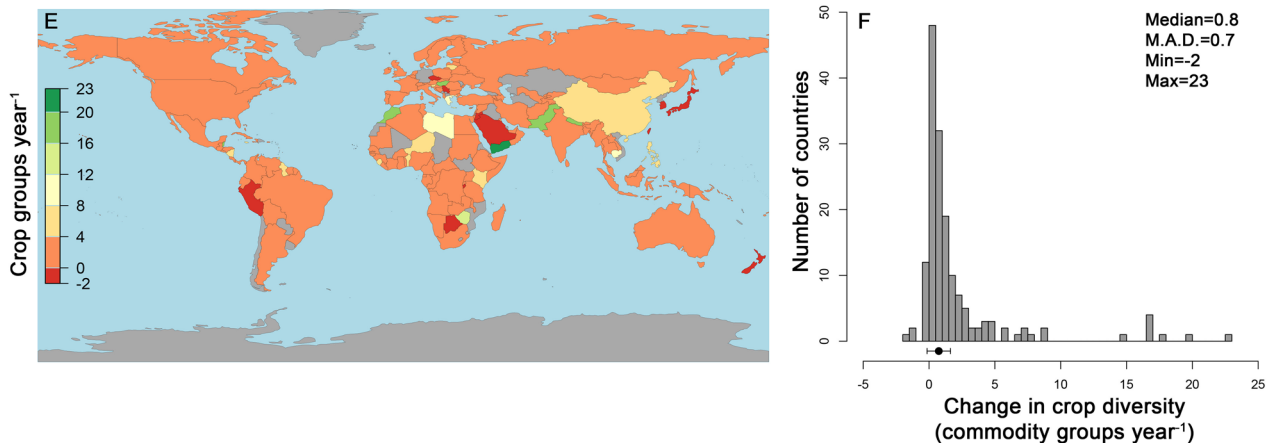 E
Crop groups year-1
23
20
16
12
8
4
0
-2
F
Median=0.8
M.A.D.=0.7
Min=-2
Max=23
Number of countries
50
40
30
20
10
0
-5 0 5 10 15 20 25
Change in crop diversity
(commodity groups year-1)